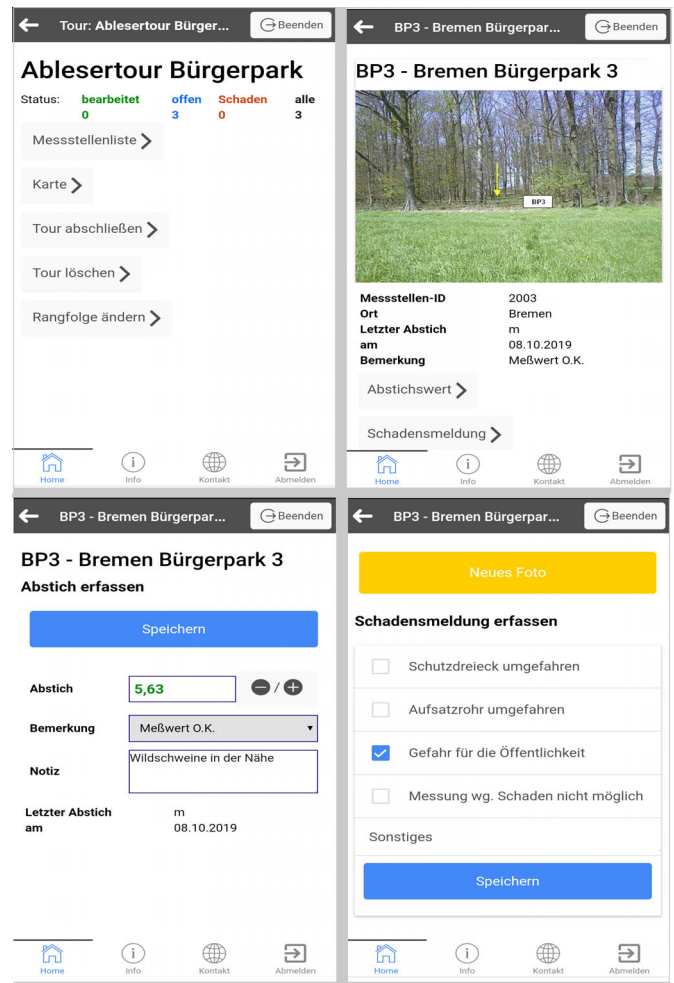 Tour: Ablesertour Bürger...
Beenden
Ablesertour Bürgerpark
Status: bearbeitet offen Schaden alle
0 3 0 3
Messstellenliste
Karte
Tour abschließen
Tour löschen
Rangfolge ändern
Home Info Kontakt Abmelden
BP3 - Bremen Bürgerpar...
Beenden
BP3 - Bremen Bürgerpark 3
BP3
Messstellen-ID 2003
Ort Bremen
Letzter Abstich m
am 08.10.2019
Bemerkung Meßwert O.K.
Abstichswert
Schadensmeldung
Home Info Kontakt Abmelden
BP3 - Bremen Bürgerpar...
Beenden
BP3 - Bremen Bürgerpark 3
Abstich erfassen
Speichern
Abstich 5,63 /
Bemerkung Meßwert O.K.
Wildschweine in der Nähe
Notiz
Letzter Abstich m
am 08.10.2019
Home Info Kontakt Abmelden
BP3 - Bremen Bürgerpar...
Beenden
Neues Foto
Schadensmeldung erfassen
Schutzdreieck umgefahren
Aufsatzrohr umgefahren
Gefahr für die Öffentlichkeit
Messung wg. Schaden nicht möglich
Sonstiges
Speichern
Home Info Kontakt Abmelden